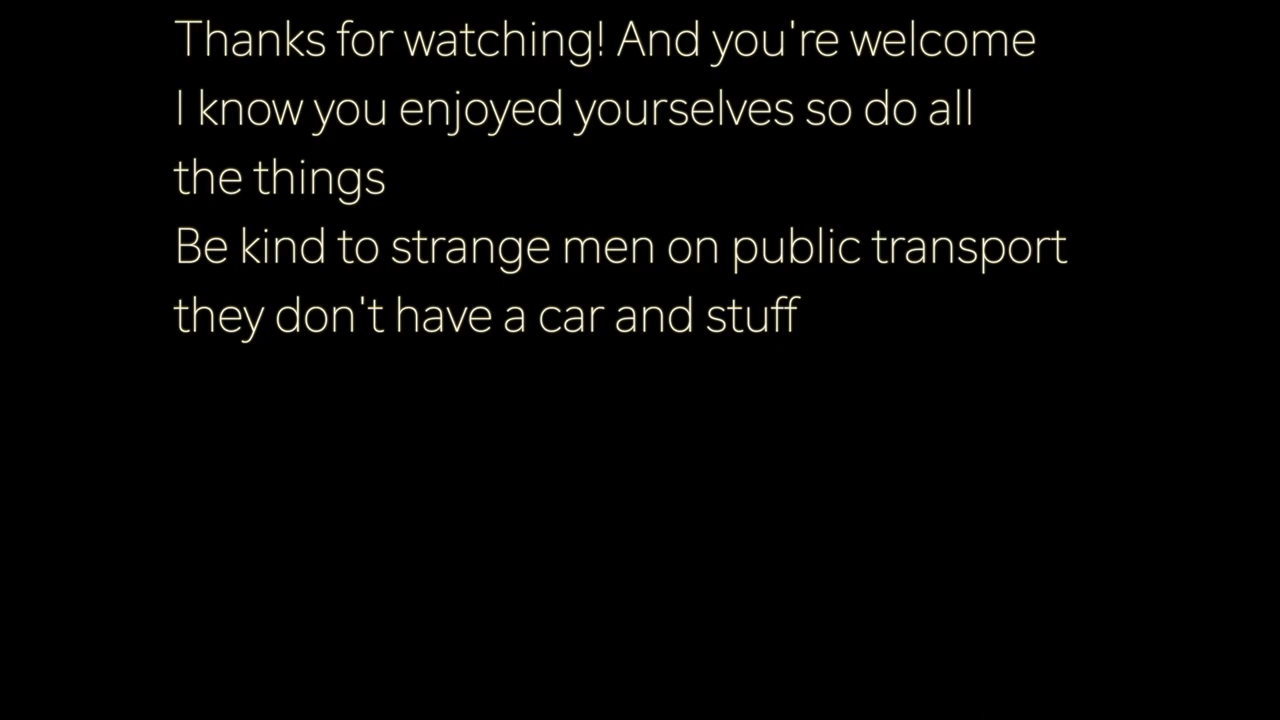 Thanks for watching! And you're welcome
I know you enjoyed yourselves so do all
the things
Be kind to strange men on public transport
they don't have a car and stuff